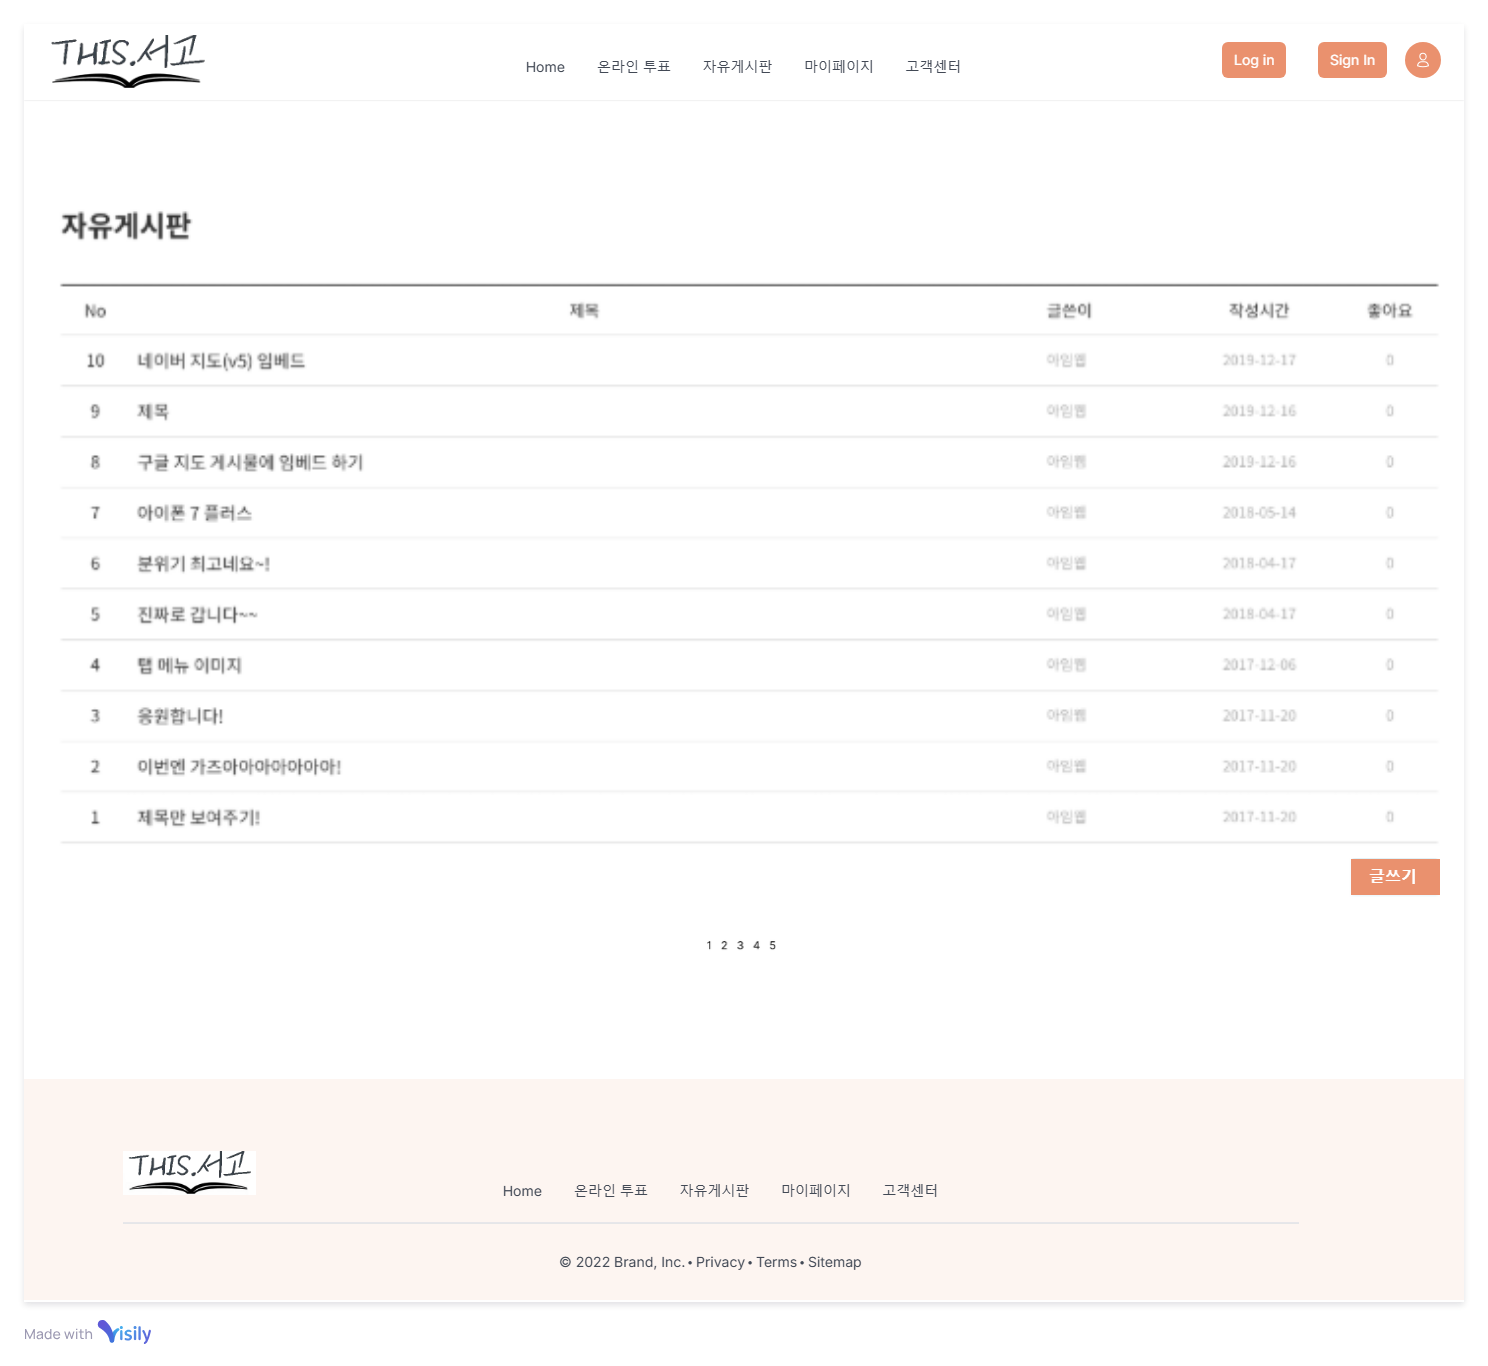 THIS.서고
Home 온라인 투표 자유게시판 마이페이지 고객센터 Log in Sign In
자유게시판
No 제목 글쓴이 작성시간 좋아요
10 네이버 지도(v5) 임베드 아임웹 2019-12-17 0
9 제목 아임웹 2019-12-16 0
8 구글 지도 게시물에 임베드 하기 아임웹 2019-12-16 0
7 아이폰 7 플러스 아임웹 2018-05-14 0
6 분위기 최고네요~! 아임웹 2018-04-17 0
5 진짜로 갑니다~~ 아임웹 2018-04-17 0
4 탭 메뉴 이미지 아임웹 2017-12-06 0
3 응원합니다! 아임웹 2017-11-20 0
2 이번엔 가즈아아아아아아아! 아임웹 2017-11-20 0
1 제목만 보여주기! 아임웹 2017-11-20 0
글쓰기
1 2 3 4 5
THIS.서고
Home 온라인 투표 자유게시판 마이페이지 고객센터
© 2022 Brand, Inc. • Privacy • Terms • Sitemap
Made with Visily